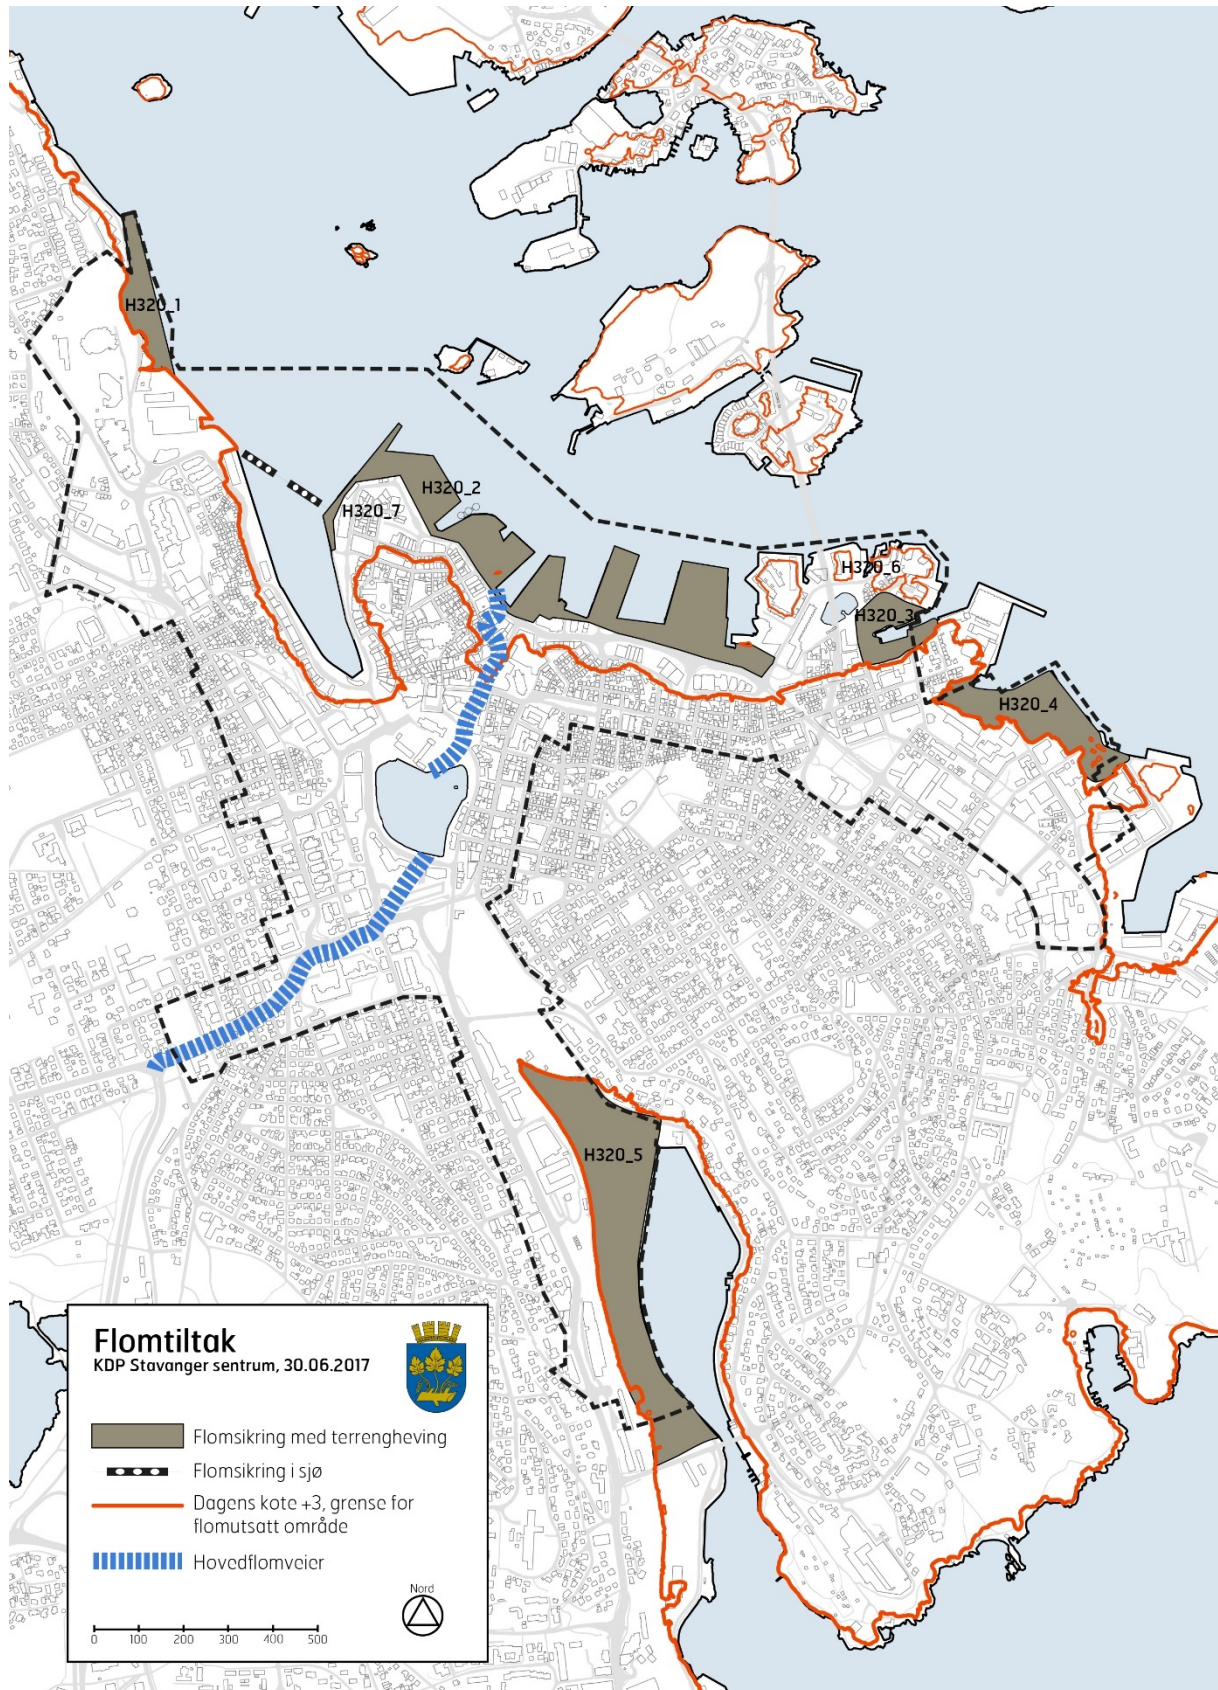 H320_1
H320_2
H320_7
H320_6
H320_3
H320_4
H320_5
Flomtiltak
KDP Stavanger sentrum, 30.06.2017
Flomsikring med terrengheving
Flomsikring i sjø
Dagens kote +3, grense for
flomutsatt område
Hovedflomveier
Nord
0 100 200 300 400 500